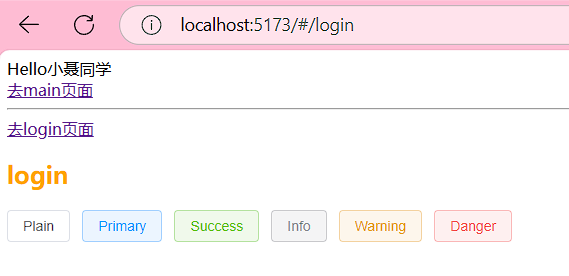 localhost:5173/#/login
Hello小聂同学
去main页面
去login页面
login
Plain Primary Success Info Warning Danger